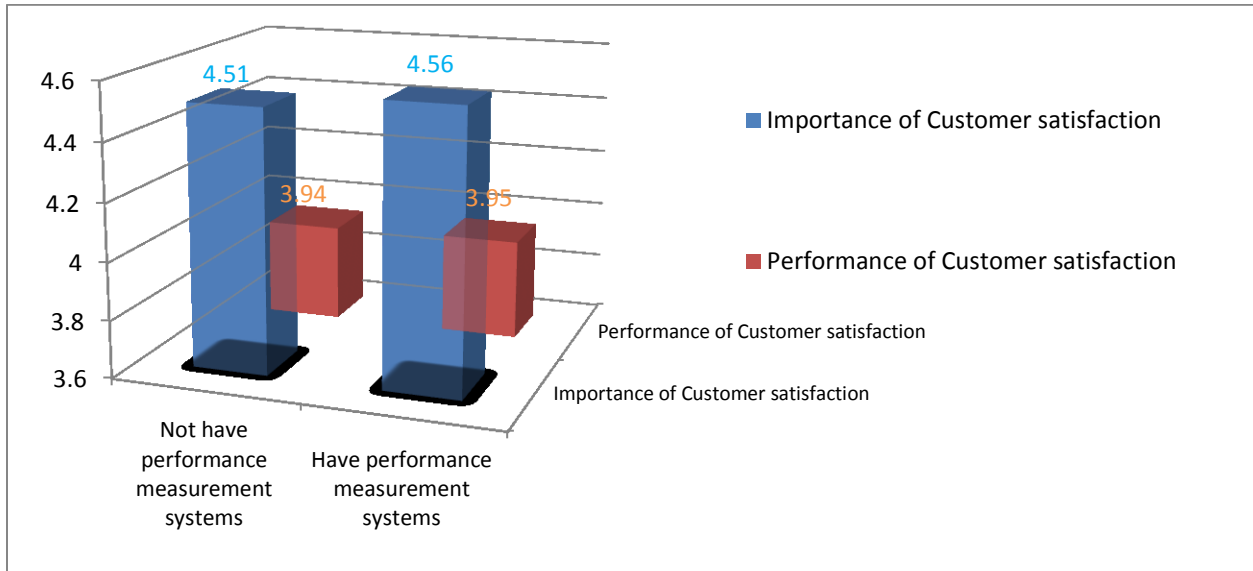 4.6
4.4
4.2
4
3.8
3.6
4.51
4.56
3.94
3.95
Not have
performance
measurement
systems
Have performance
measurement
systems
Performance of Customer satisfaction
Importance of Customer satisfaction
Importance of Customer satisfaction
Performance of Customer satisfaction